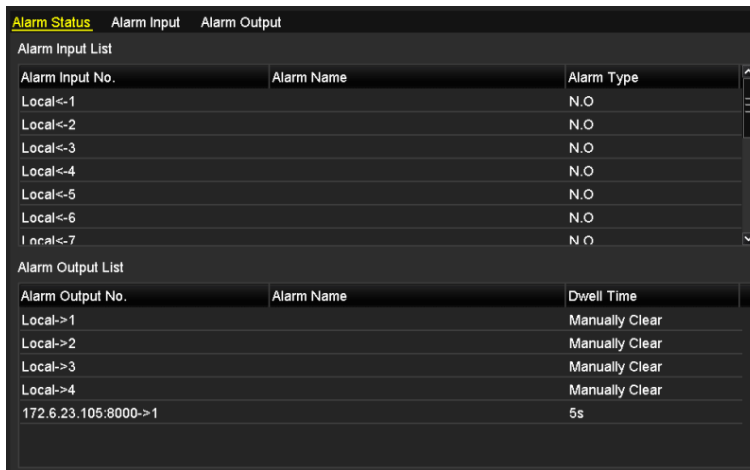 Alarm Status Alarm Input Alarm Output
Alarm Input List
Alarm Input No. Alarm Name Alarm Type
Local<-1 N.O
Local<-2 N.O
Local<-3 N.O
Local<-4 N.O
Local<-5 N.O
Local<-6 N.O
Local<-7 N.O
Alarm Output List
Alarm Output No. Alarm Name Dwell Time
Local->1 Manually Clear
Local->2 Manually Clear
Local->3 Manually Clear
Local->4 Manually Clear
172.6.23.105:8000->1 5s